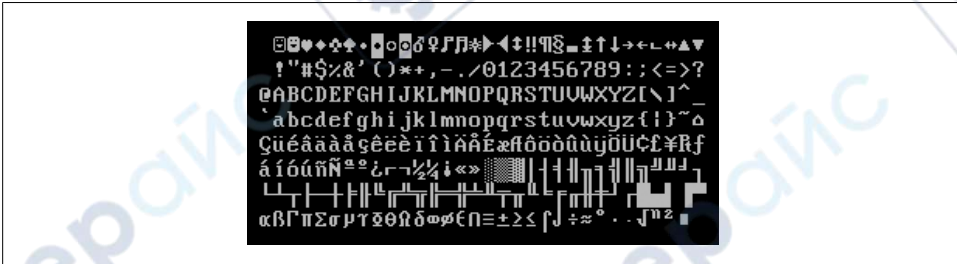 ☺☻♥♦♣♠•◘○◙♂♀♪♫☼►◄↕‼¶§▬↨↑↓→←∟↔▲▼
!"#$%&'()*+,-./0123456789:;<=>?
@ABCDEFGHIJKLMNOPQRSTUVWXYZ[\]^_
`abcdefghijklmnopqrstuvwxyz{|}~⌂
ÇüéâäàåçêëèïîìÄÅÉæÆôöòûùÿÖÜ¢£¥₧ƒ
áíóúñÑªº¿⌐¬½¼¡«»░▒▓│┤╡╢╖╕╣║╗╝╜╛┐
└┴┬├─┼╞╟╚╔╩╦╠═╬╧╨╤╥╙╘╒╓╫╪┘┌█▄▌▐▀
αßΓπΣσµτΦΘΩδ∞φε∩≡±≥≤⌠⌡÷≈°∙·√ⁿ²■